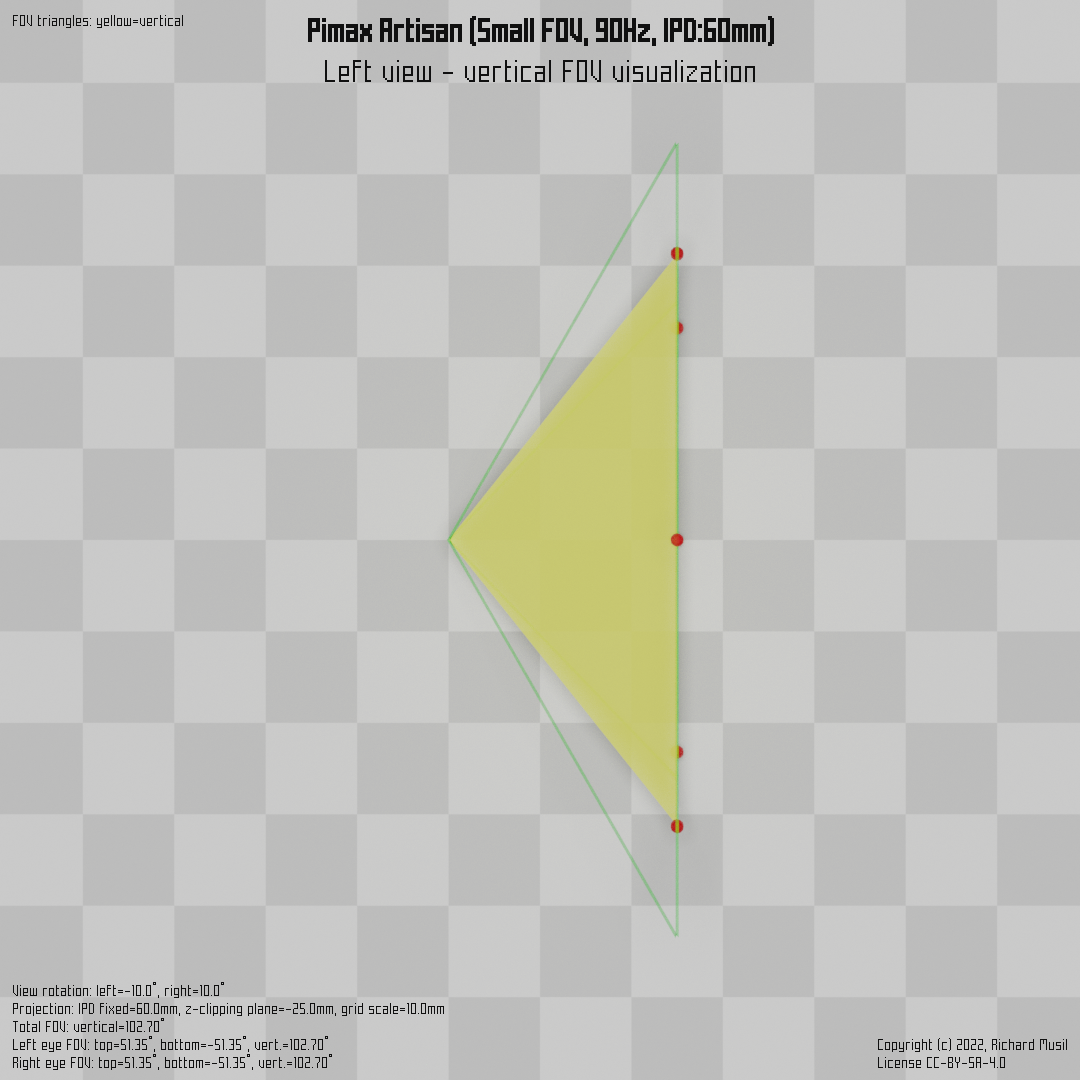 FOV triangles: yellow=vertical
Pimax Artisan (Small FOV, 90Hz, IPD:60mm)
Left view - vertical FOV visualization
View rotation: left=-10.0°, right=10.0°
Projection: IPD fixed=60.0mm, z-clipping plane=-25.0mm, grid scale=10.0mm
Total FOV: vertical=102.70°
Left eye FOV: top=51.35°, bottom=-51.35°, vert.=102.70°
Right eye FOV: top=51.35°, bottom=-51.35°, vert.=102.70°
Copyright (c) 2022, Richard Musil
License CC-BY-SA-4.0